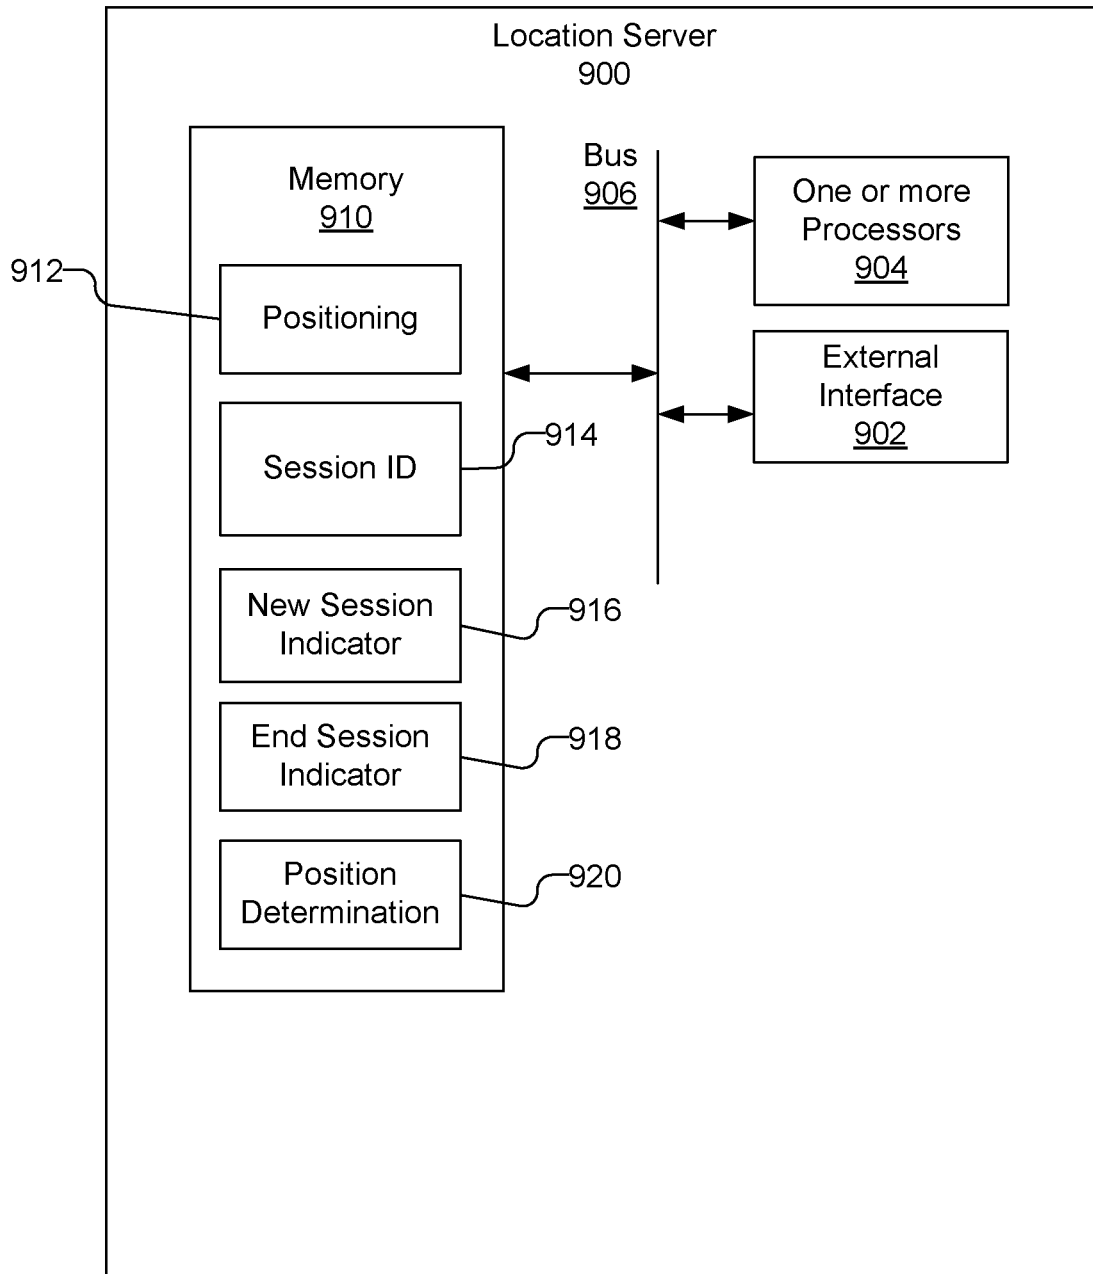 Location Server
900
Memory
910
912
Positioning
Session ID
914
New Session
Indicator
916
End Session
Indicator
918
Position
Determination
920
Bus
906
One or more
Processors
904
External
Interface
902